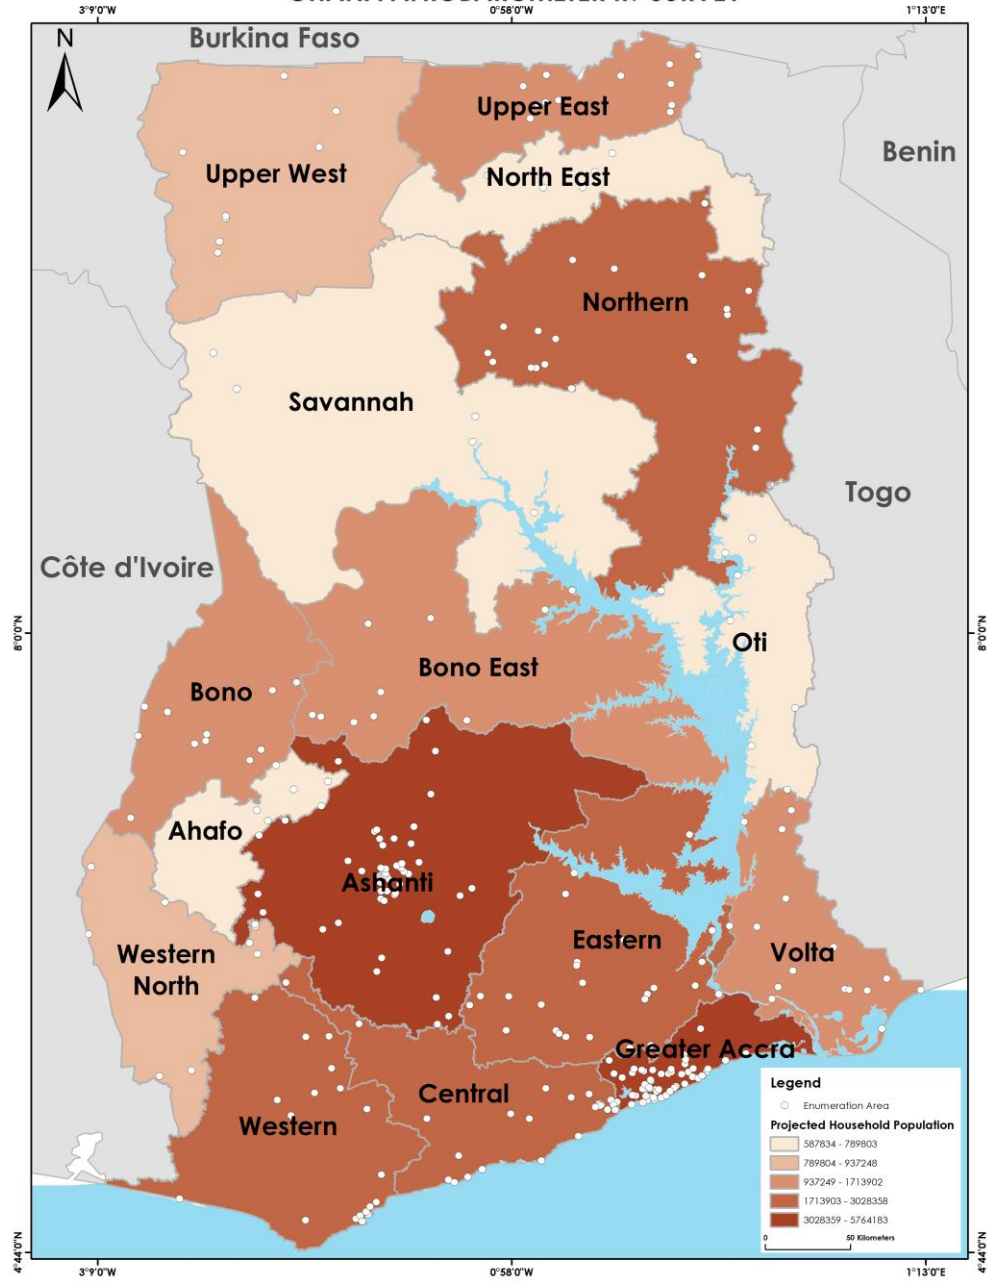 3°9'0"W
0°58'0"W
1°13'0"E
N
Burkina Faso
Upper East
Benin
Upper West
North East
Northern
Savannah
Togo
Côte d'Ivoire
8°0'0"N
8°0'0"N
Oti
Bono East
Bono
Ahafo
Ashanti
Eastern
Western
North
Volta
Greater Accra
Central
Western
Legend
Enumeration Area
Projected Household Population
587834 - 789803
789804 - 937248
937249 - 1713902
1713903 - 3028358
3028359 - 5764183
0 50 Kilometers
4°44'0"N
4°44'0"N
3°9'0"W
0°58'0"W
1°13'0"E